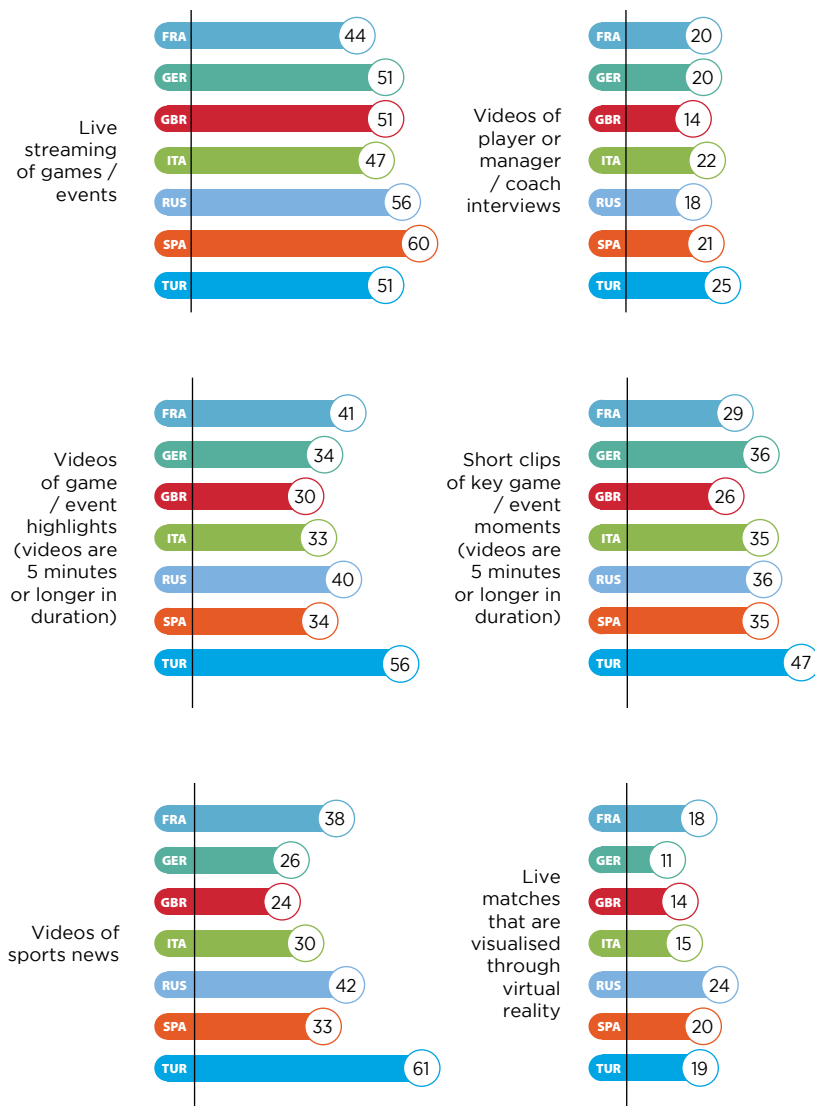 Live
streaming
of games /
events
FRA 44
GER 51
GBR 51
ITA 47
RUS 56
SPA 60
TUR 51
Videos of
player or
manager
/ coach
interviews
FRA 20
GER 20
GBR 14
ITA 22
RUS 18
SPA 21
TUR 25
Videos
of game
/ event
highlights
(videos are
5 minutes
or longer in
duration)
FRA 41
GER 34
GBR 30
ITA 33
RUS 40
SPA 34
TUR 56
Short clips
of key game
/ event
moments
(videos are
5 minutes
or longer in
duration)
FRA 29
GER 36
GBR 26
ITA 35
RUS 36
SPA 35
TUR 47
Videos of
sports news
FRA 38
GER 26
GBR 24
ITA 30
RUS 42
SPA 33
TUR 61
Live
matches
that are
visualised
through
virtual
reality
FRA 18
GER 11
GBR 14
ITA 15
RUS 24
SPA 20
TUR 19